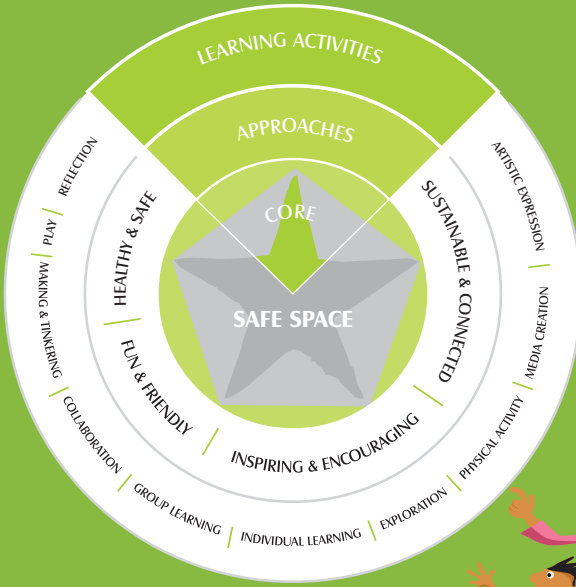 LEARNING ACTIVITIES
APPROACHES
CORE
SAFE SPACE
HEALTHY & SAFE
FUN & FRIENDLY
INSPIRING & ENCOURAGING
SUSTAINABLE & CONNECTED
REFLECTION
PLAY
MAKING & TINKERING
COLLABORATION
GROUP LEARNING
INDIVIDUAL LEARNING
EXPLORATION
PHYSICAL ACTIVITY
MEDIA CREATION
ARTISTIC EXPRESSION